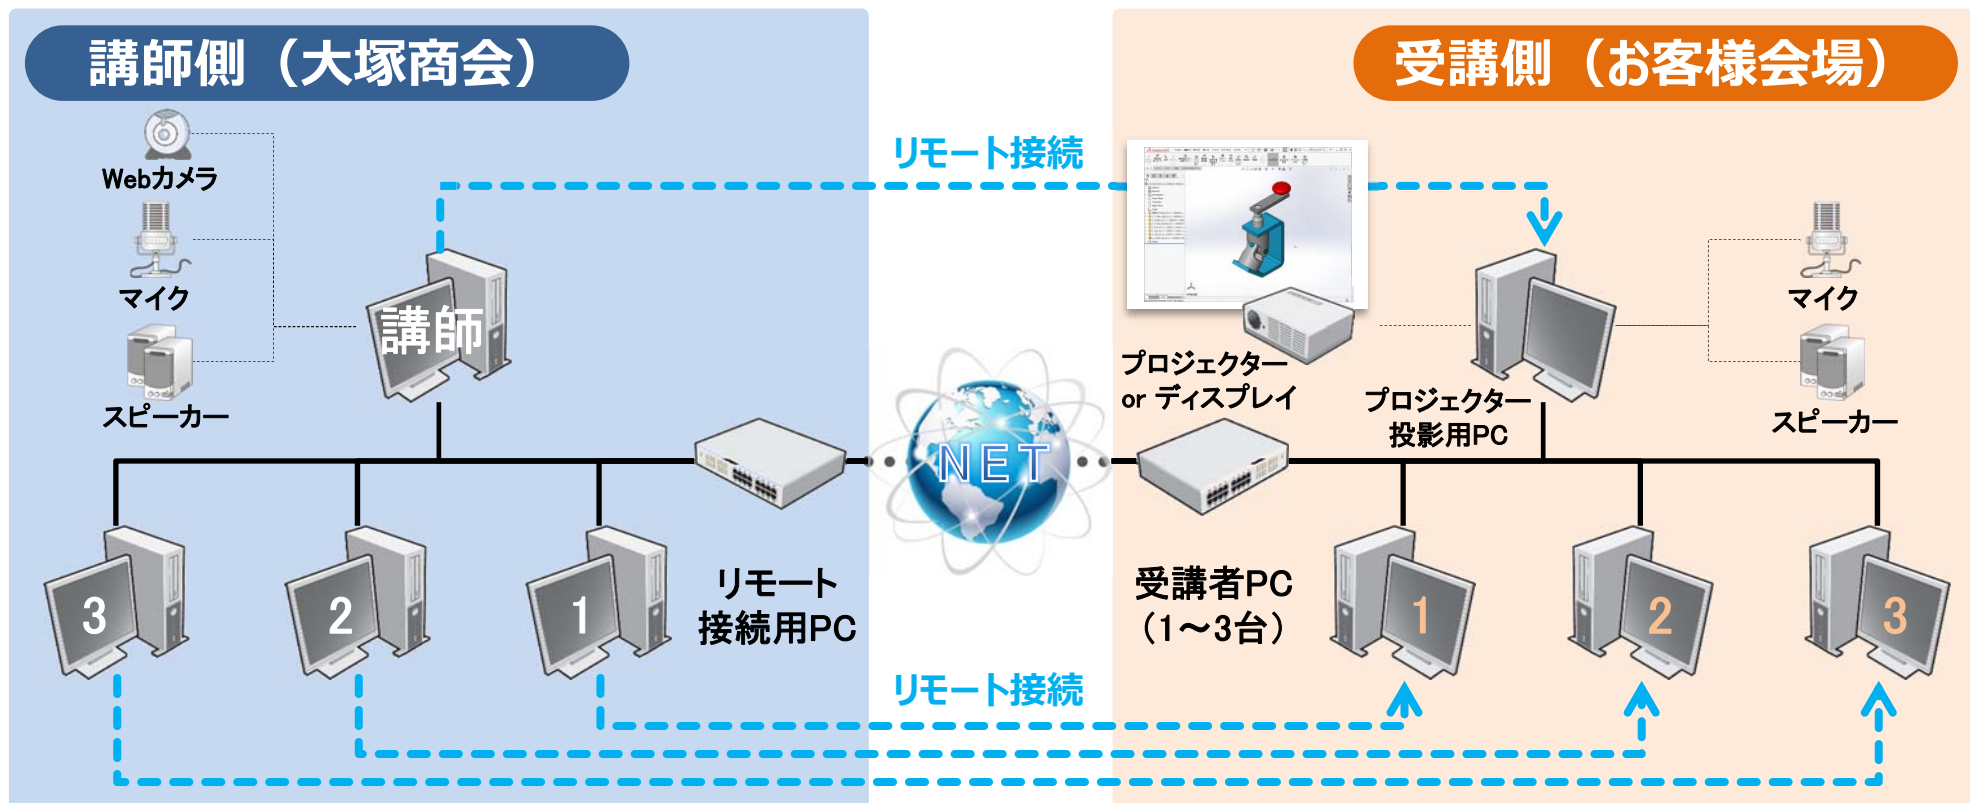 講師側（大塚商会）
受講側（お客様会場）
Webカメラ
マイク
スピーカー
講師
リモート接続
プロジェクター
or ディスプレイ
プロジェクター
投影用PC
マイク
スピーカー
NET
3
2
1
リモート
接続用PC
受講者PC
（1～3台）
1
2
3
リモート接続